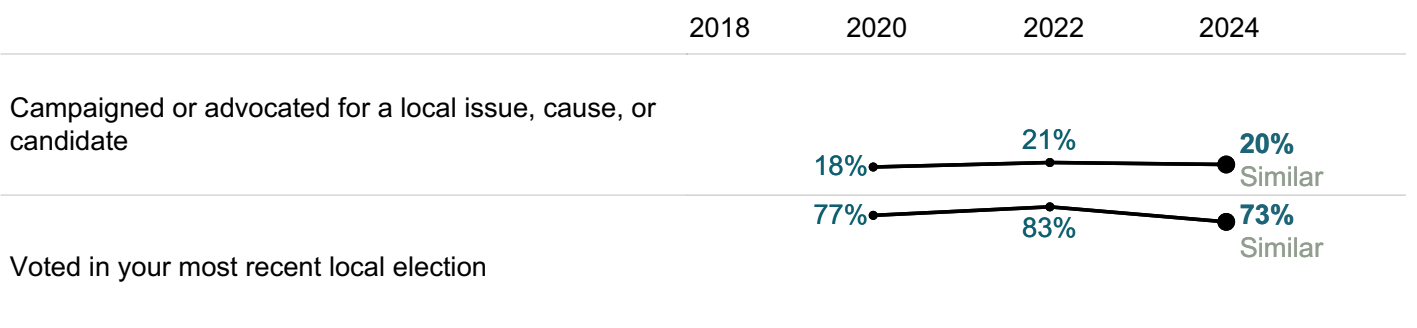 2018 2020 2022 2024
Campaigned or advocated for a local issue, cause, or
candidate
18% 21% 20%
Similar
77% 83% 73%
Similar
Voted in your most recent local election